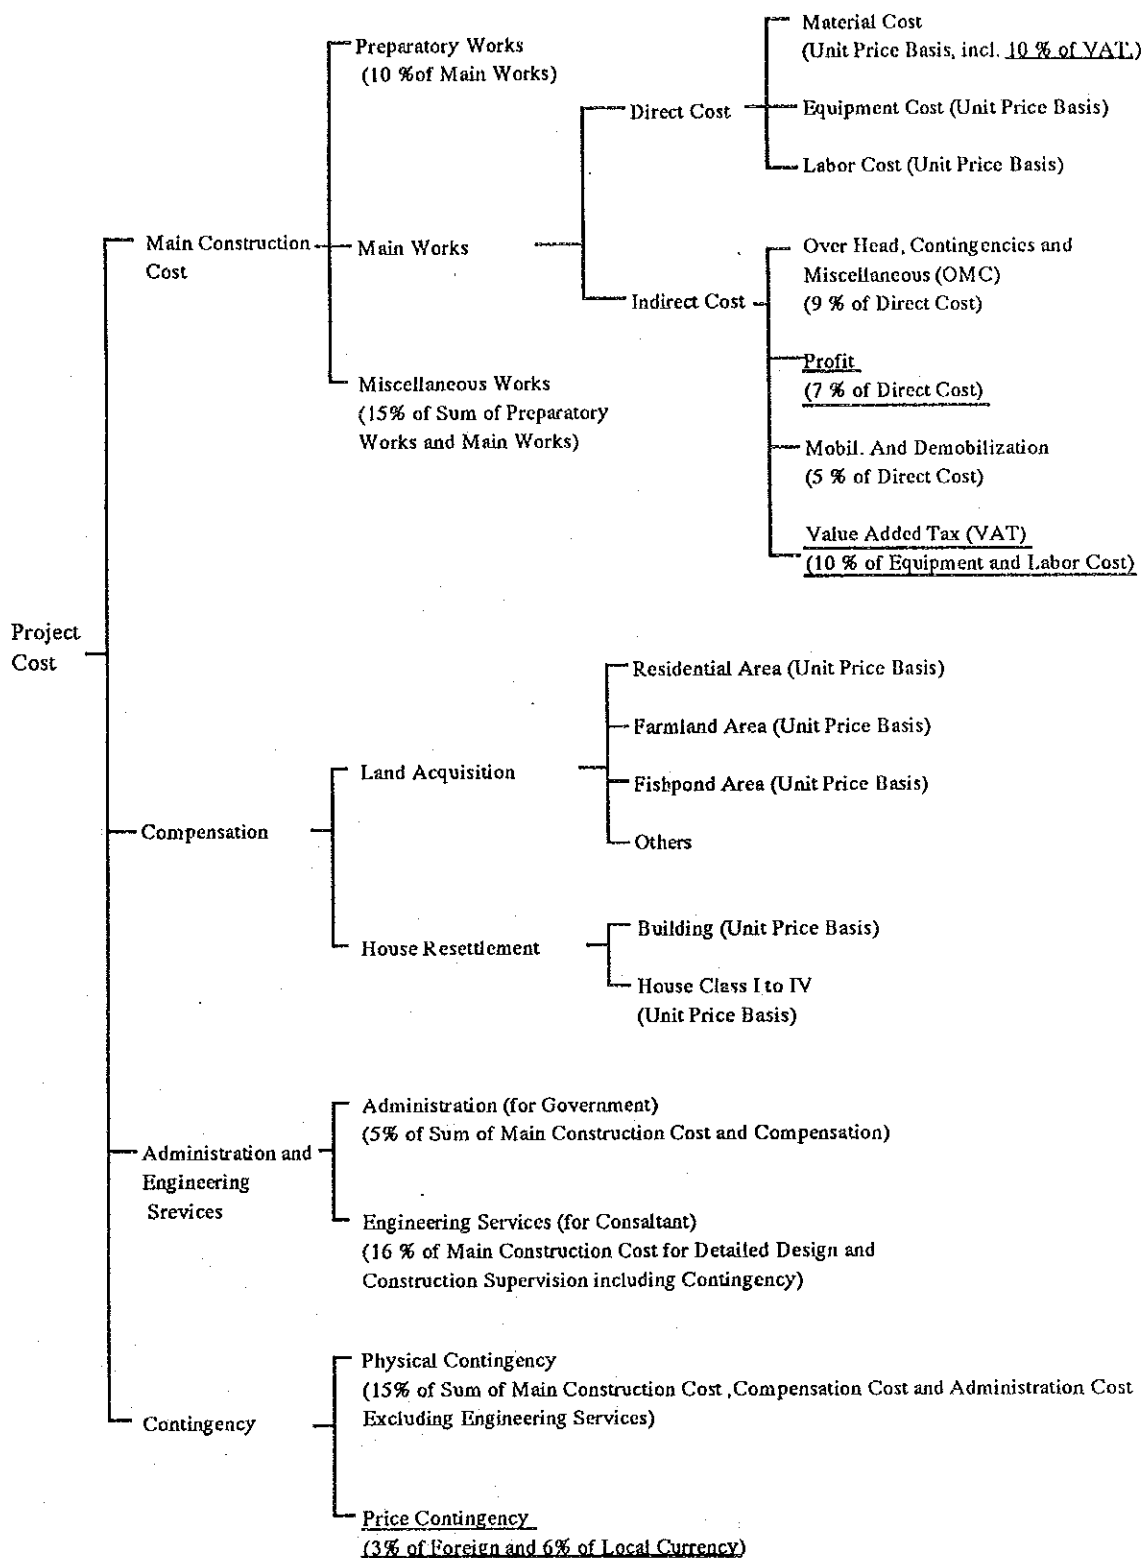 Project
Cost
Main Construction
Cost
Preparatory Works
(10 %of Main Works)
Main Works
Direct Cost
Material Cost
(Unit Price Basis, incl. 10 % of VAT.)
Equipment Cost (Unit Price Basis)
Labor Cost (Unit Price Basis)
Indirect Cost
Over Head, Contingencies and
Miscellaneous (OMC)
(9 % of Direct Cost)
Profit
(7 % of Direct Cost)
Mobil. And Demobilization
(5 % of Direct Cost)
Value Added Tax (VAT)
(10 % of Equipment and Labor Cost)
Miscellaneous Works
(15% of Sum of Preparatory
Works and Main Works)
Compensation
Land Acquisition
Residential Area (Unit Price Basis)
Farmland Area (Unit Price Basis)
Fishpond Area (Unit Price Basis)
Others
House Resettlement
Building (Unit Price Basis)
House Class I to IV
(Unit Price Basis)
Administration and
Engineering
Srevices
Administration (for Government)
(5% of Sum of Main Construction Cost and Compensation)
Engineering Services (for Consaltant)
(16 % of Main Construction Cost for Detailed Design and
Construction Supervision including Contingency)
Contingency
Physical Contingency
(15% of Sum of Main Construction Cost ,Compensation Cost and Administration Cost
Excluding Engineering Services)
Price Contingency
(3% of Foreign and 6% of Local Currency)